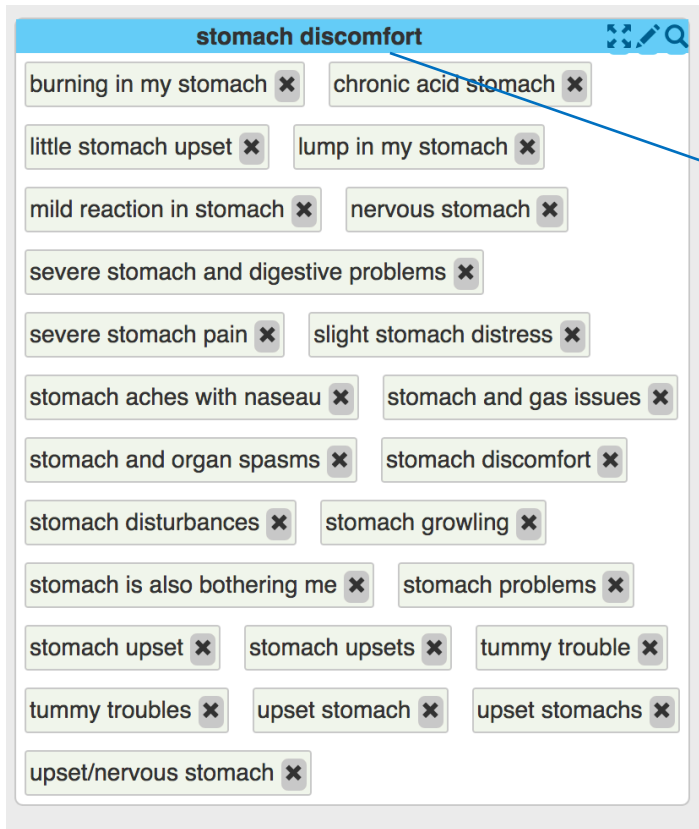 stomach discomfort
burning in my stomach chronic acid stomach
little stomach upset lump in my stomach
mild reaction in stomach nervous stomach
severe stomach and digestive problems
severe stomach pain slight stomach distress
stomach aches with naseau stomach and gas issues
stomach and organ spasms stomach discomfort
stomach disturbances stomach growling
stomach is also bothering me stomach problems
stomach upset stomach upsets tummy trouble
tummy troubles upset stomach upset stomachs
upset/nervous stomach